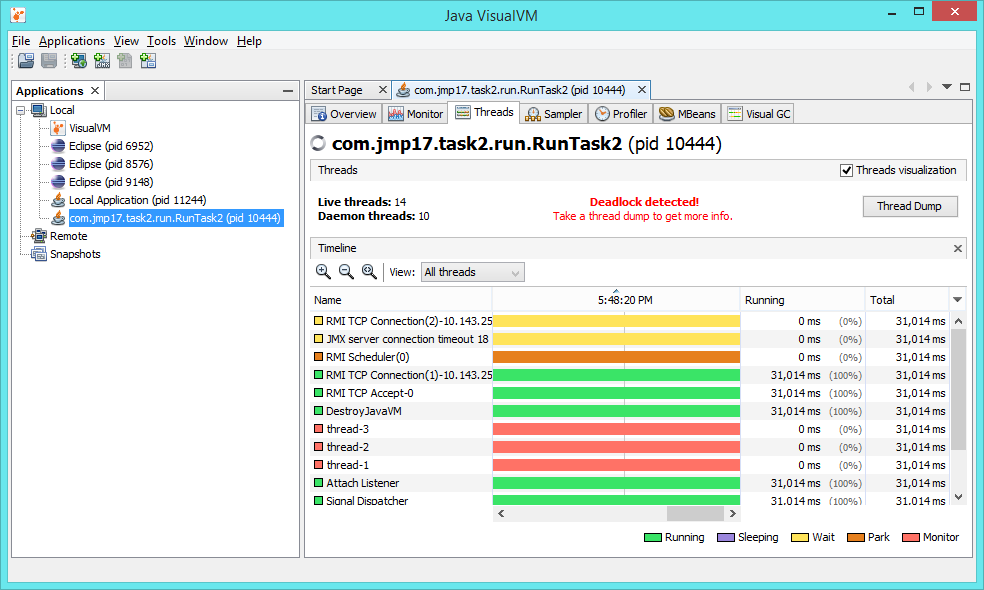 Java VisualVM
File Applications View Tools Window Help
Applications
Local
VisualVM
Eclipse (pid 6952)
Eclipse (pid 8576)
Eclipse (pid 9148)
Local Application (pid 11244)
com.jmp17.task2.run.RunTask2 (pid 10444)
Remote
Snapshots
Start Page com.jmp17.task2.run.RunTask2 (pid 10444)
Overview Monitor Threads Sampler Profiler MBeans Visual GC
com.jmp17.task2.run.RunTask2 (pid 10444)
Threads Threads visualization
Live threads: 14 Deadlock detected! Thread Dump
Daemon threads: 10 Take a thread dump to get more info.
Timeline
View: All threads
Name 5:48:20 PM Running Total
RMI TCP Connection(2)-10.143.25 0 ms (0%) 31,014 ms
JMX server connection timeout 18 0 ms (0%) 31,014 ms
RMI Scheduler(0) 0 ms (0%) 31,014 ms
RMI TCP Connection(1)-10.143.25 31,014 ms (100%) 31,014 ms
RMI TCP Accept-0 31,014 ms (100%) 31,014 ms
DestroyJavaVM 31,014 ms (100%) 31,014 ms
thread-3 0 ms (0%) 31,014 ms
thread-2 0 ms (0%) 31,014 ms
thread-1 0 ms (0%) 31,014 ms
Attach Listener 31,014 ms (100%) 31,014 ms
Signal Dispatcher 31,014 ms (100%) 31,014 ms
Running Sleeping Wait Park Monitor